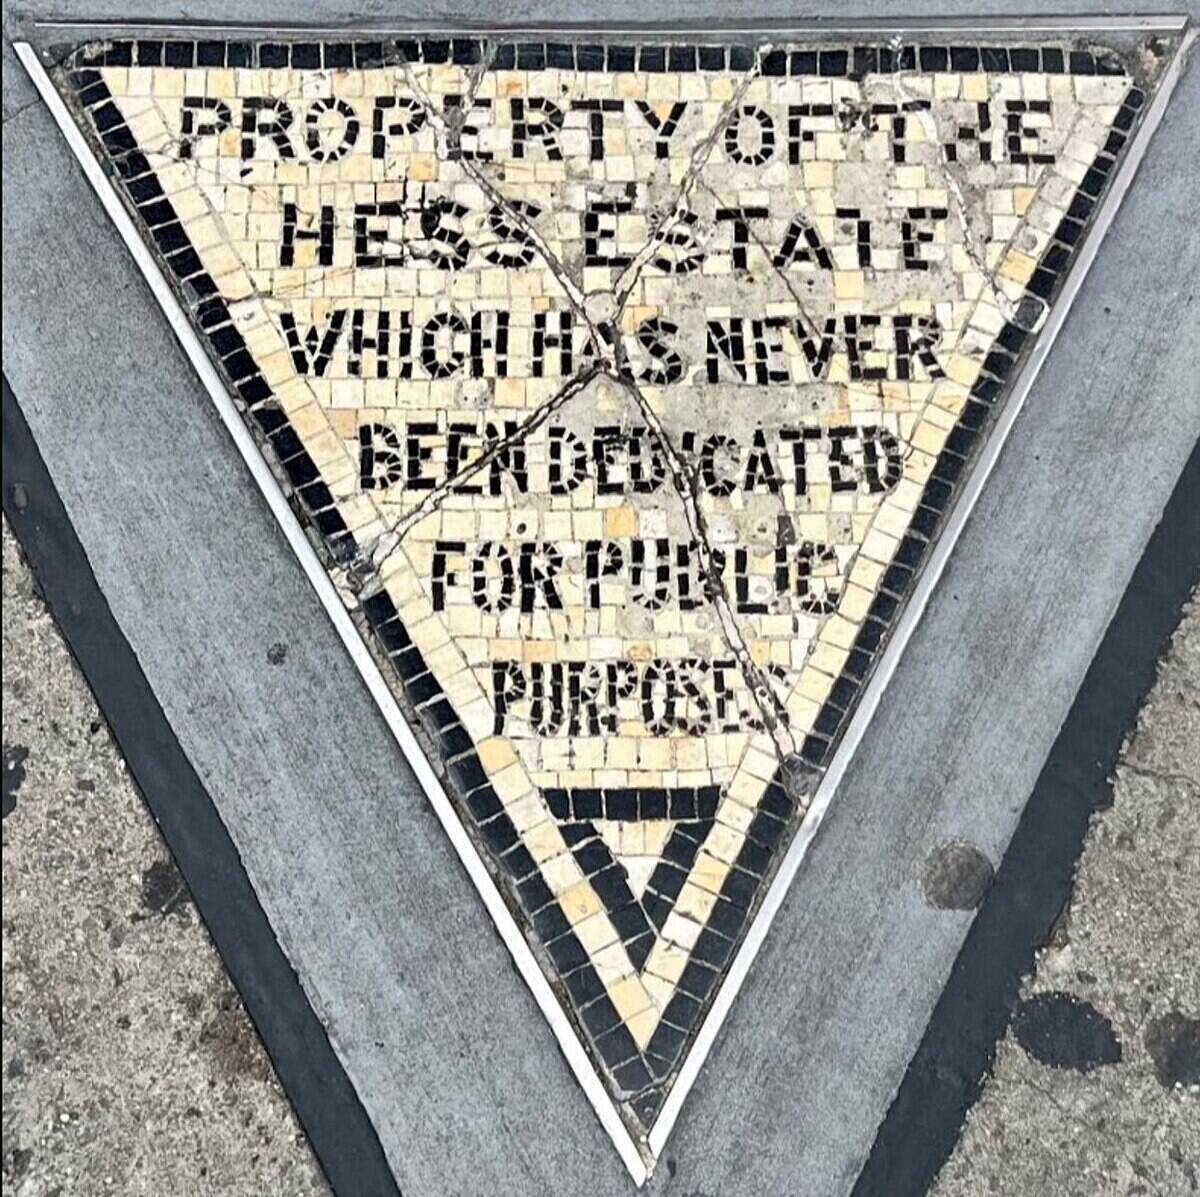 PROPERTY OF THE
HESS ESTATE
WHICH HAS NEVER
BEEN DEDICATED
FOR PUBLIC
PURPOSES